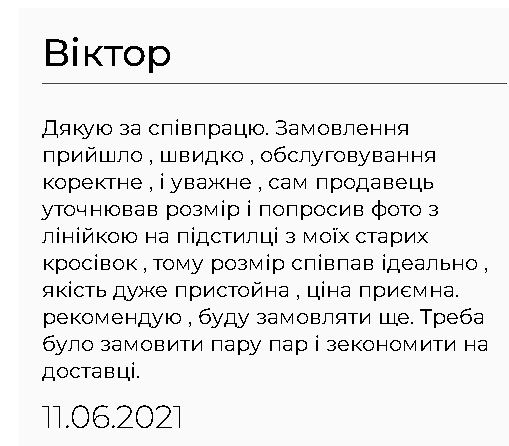 Віктор
Дякую за співпрацю. Замовлення
прийшло , швидко , обслуговування
коректне , і уважне , сам продавець
уточнював розмір і попросив фото з
лінійкою на підстилці з моїх старих
кросівок , тому розмір співпав ідеально ,
якість дуже пристойна , ціна приємна.
рекомендую , буду замовляти ще. Треба
було замовити пару пар і зекономити на
доставці.
11.06.2021